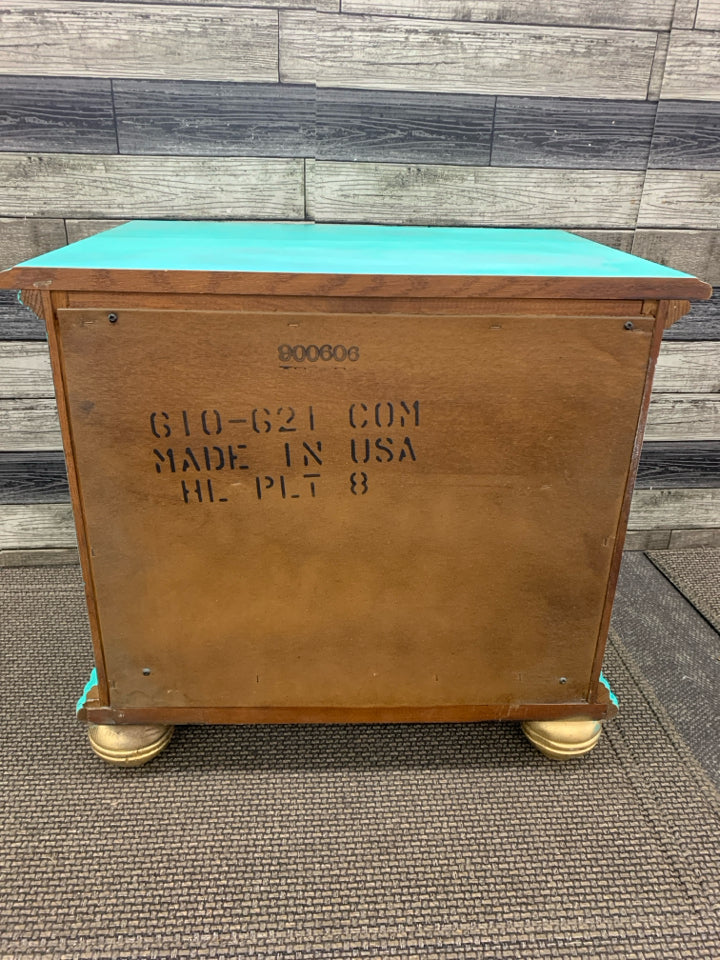 900606
610-621 COM
MADE IN USA
HL PLT 8